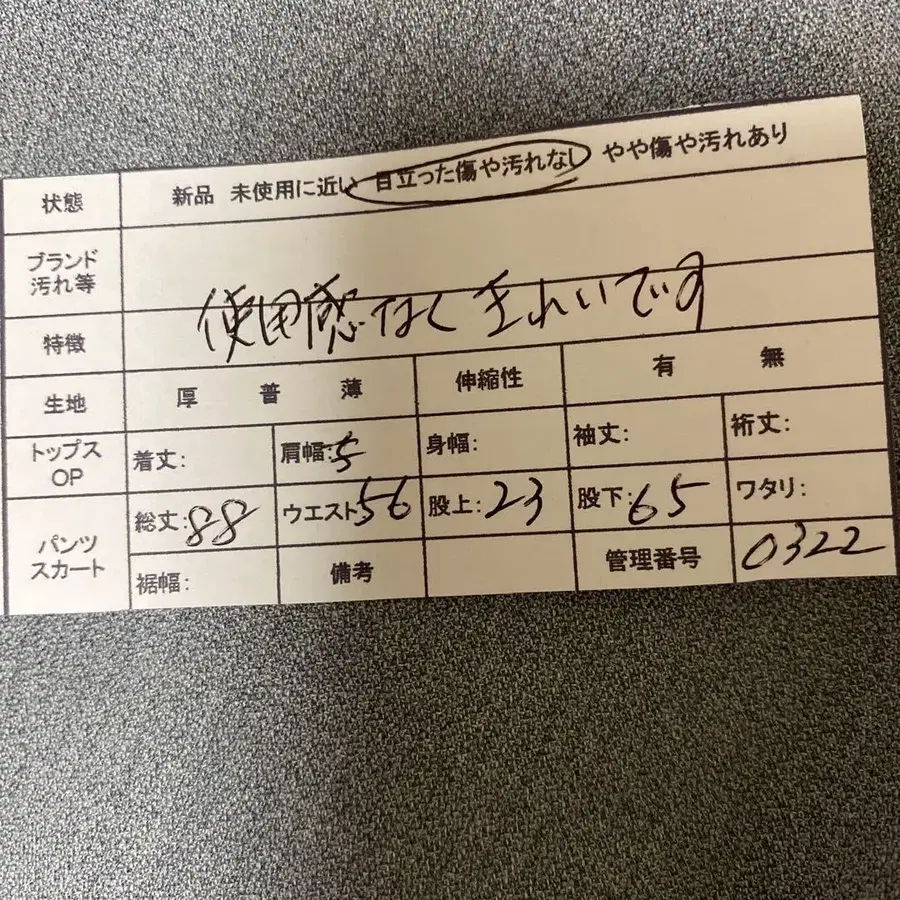 状態 新品 未使用に近い 目立った傷や汚れなし やや傷や汚れあり
ブランド
汚れ等
使用感なくきれいです
特徴
生地 厚 普 薄 伸縮性 有 無
トップス
OP
着丈: 肩幅:5 身幅: 袖丈: 裄丈:
パンツ
スカート
総丈:88 ウエスト56 股上:23 股下:65 ワタリ:
裾幅: 備考 管理番号 0322